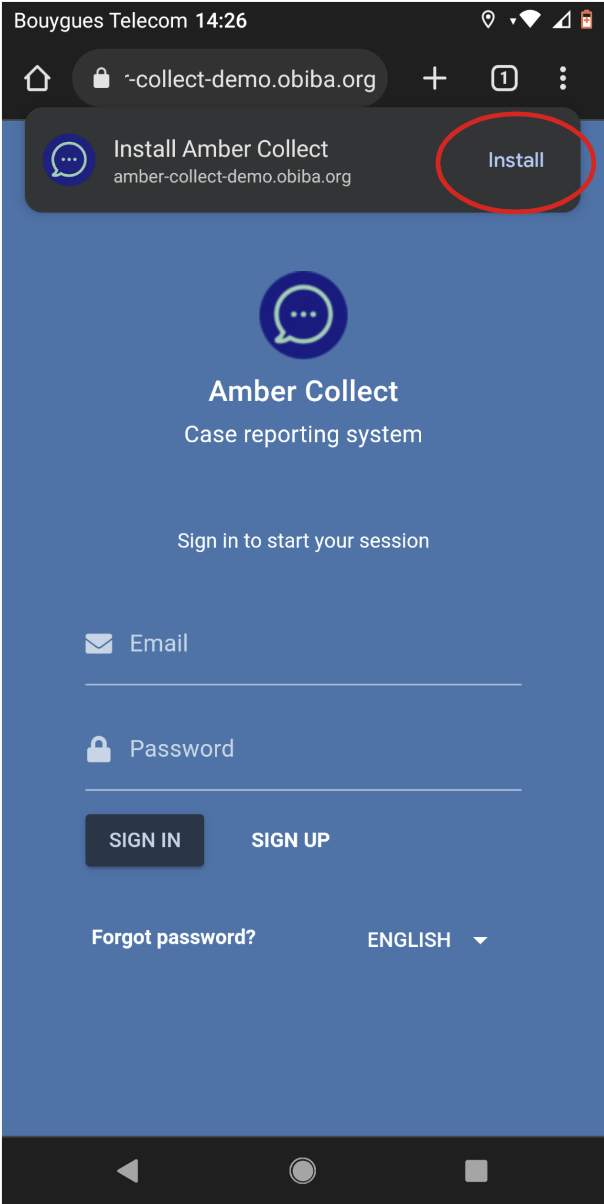 Bouygues Telecom 14:26
r-collect-demo.obiba.org
1
Install Amber Collect
amber-collect-demo.obiba.org
Install
Amber Collect
Case reporting system
Sign in to start your session
Email
Password
SIGN IN SIGN UP
Forgot password? ENGLISH